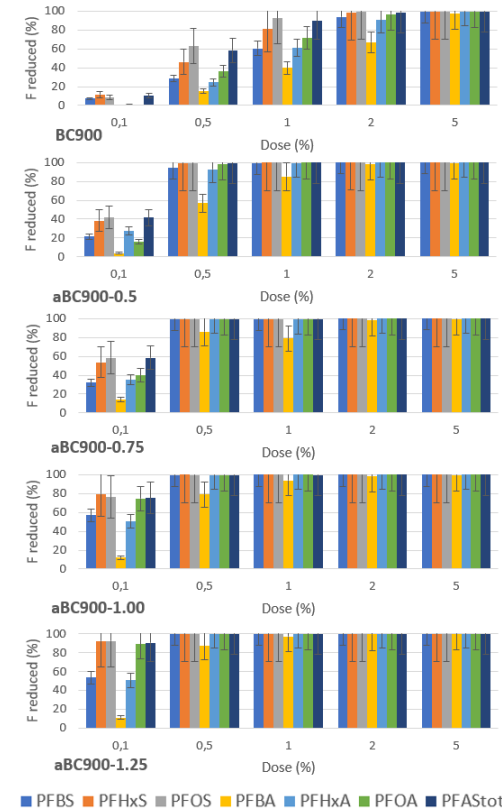 F reduced (%)
100
80
60
40
20
0
0,1 0,5 1 2 5
BC900
Dose (%)
F reduced (%)
100
80
60
40
20
0
0,1 0,5 1 2 5
aBC900-0.5
Dose (%)
F reduced (%)
100
80
60
40
20
0
0,1 0,5 1 2 5
aBC900-0.75
Dose (%)
F reduced (%)
100
80
60
40
20
0
0,1 0,5 1 2 5
aBC900-1.00
Dose (%)
F reduced (%)
100
80
60
40
20
0
0,1 0,5 1 2 5
aBC900-1.25
Dose (%)
PFBS PFHxS PFOS PFBA PFHxA PFOA PFAStot